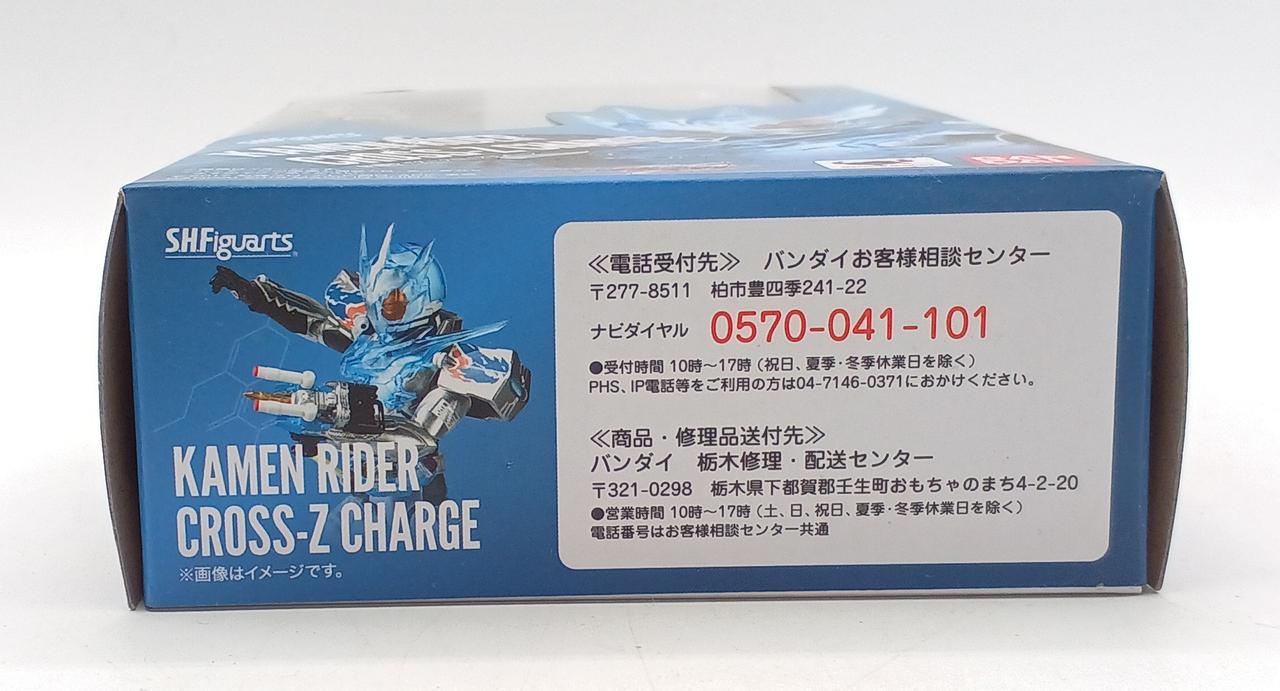 S.H.Figuarts
KAMEN RIDER
CROSS-Z CHARGE
※画像はイメージです。
≪電話受付先≫ バンダイお客様相談センター
〒277-8511 柏市豊四季241-22
ナビダイヤル 0570-041-101
●受付時間 10時～17時（祝日、夏季・冬季休業日を除く）
PHS、IP電話等をご利用の方は04-7146-0371におかけください。
≪商品・修理品送付先≫
バンダイ 栃木修理・配送センター
〒321-0298 栃木県下都賀郡壬生町おもちゃのまち4-2-20
●営業時間 10時～17時（土、日、祝日、夏季・冬季休業日を除く）
電話番号はお客様相談センター共通